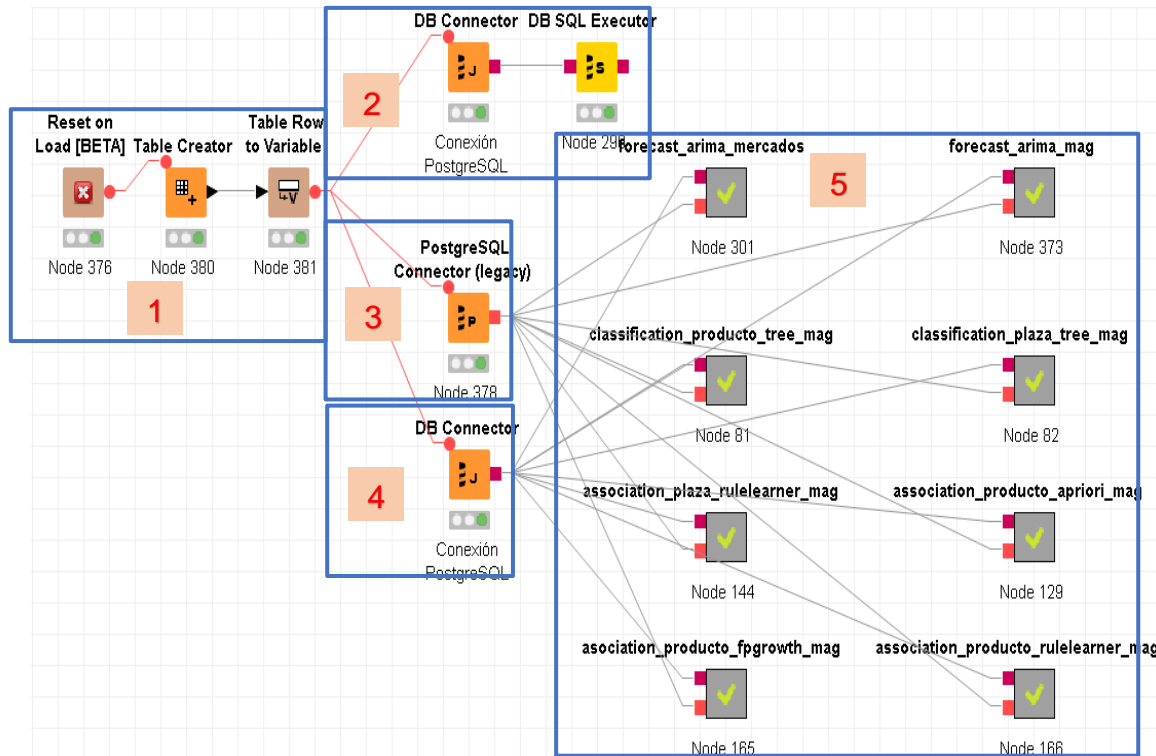 DB Connector
DB SQL Executor
J
S
2
Conexión
PostgreSQL
Node 299
Reset on
Load [BETA]
Table Creator
Table Row
to Variable
V
Node 376
Node 380
Node 381
1
PostgreSQL
Connector (legacy)
P
3
Node 378
DB Connector
J
4
Conexión
PostgreSQL
5
forecast_arima_mercados
forecast_arima_mag
Node 301
Node 373
classification_producto_tree_mag
classification_plaza_tree_mag
Node 81
Node 82
association_plaza_rulelearner_mag
association_producto_apriori_mag
Node 144
Node 129
asociation_producto_fpgrowth_mag
association_producto_rulelearner_mag
Node 165
Node 166